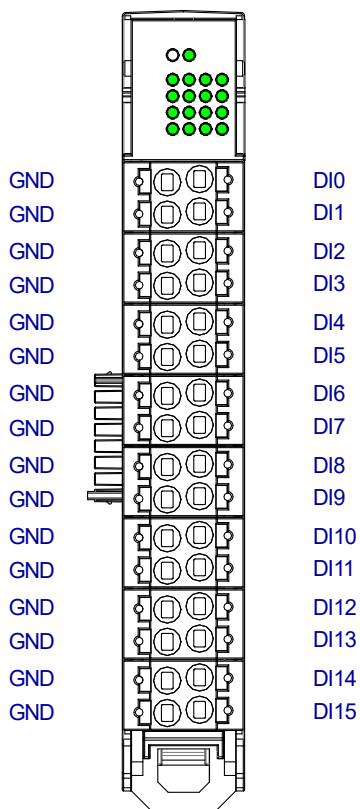 GND DI0
GND DI1
GND DI2
GND DI3
GND DI4
GND DI5
GND DI6
GND DI7
GND DI8
GND DI9
GND DI10
GND DI11
GND DI12
GND DI13
GND DI14
GND DI15